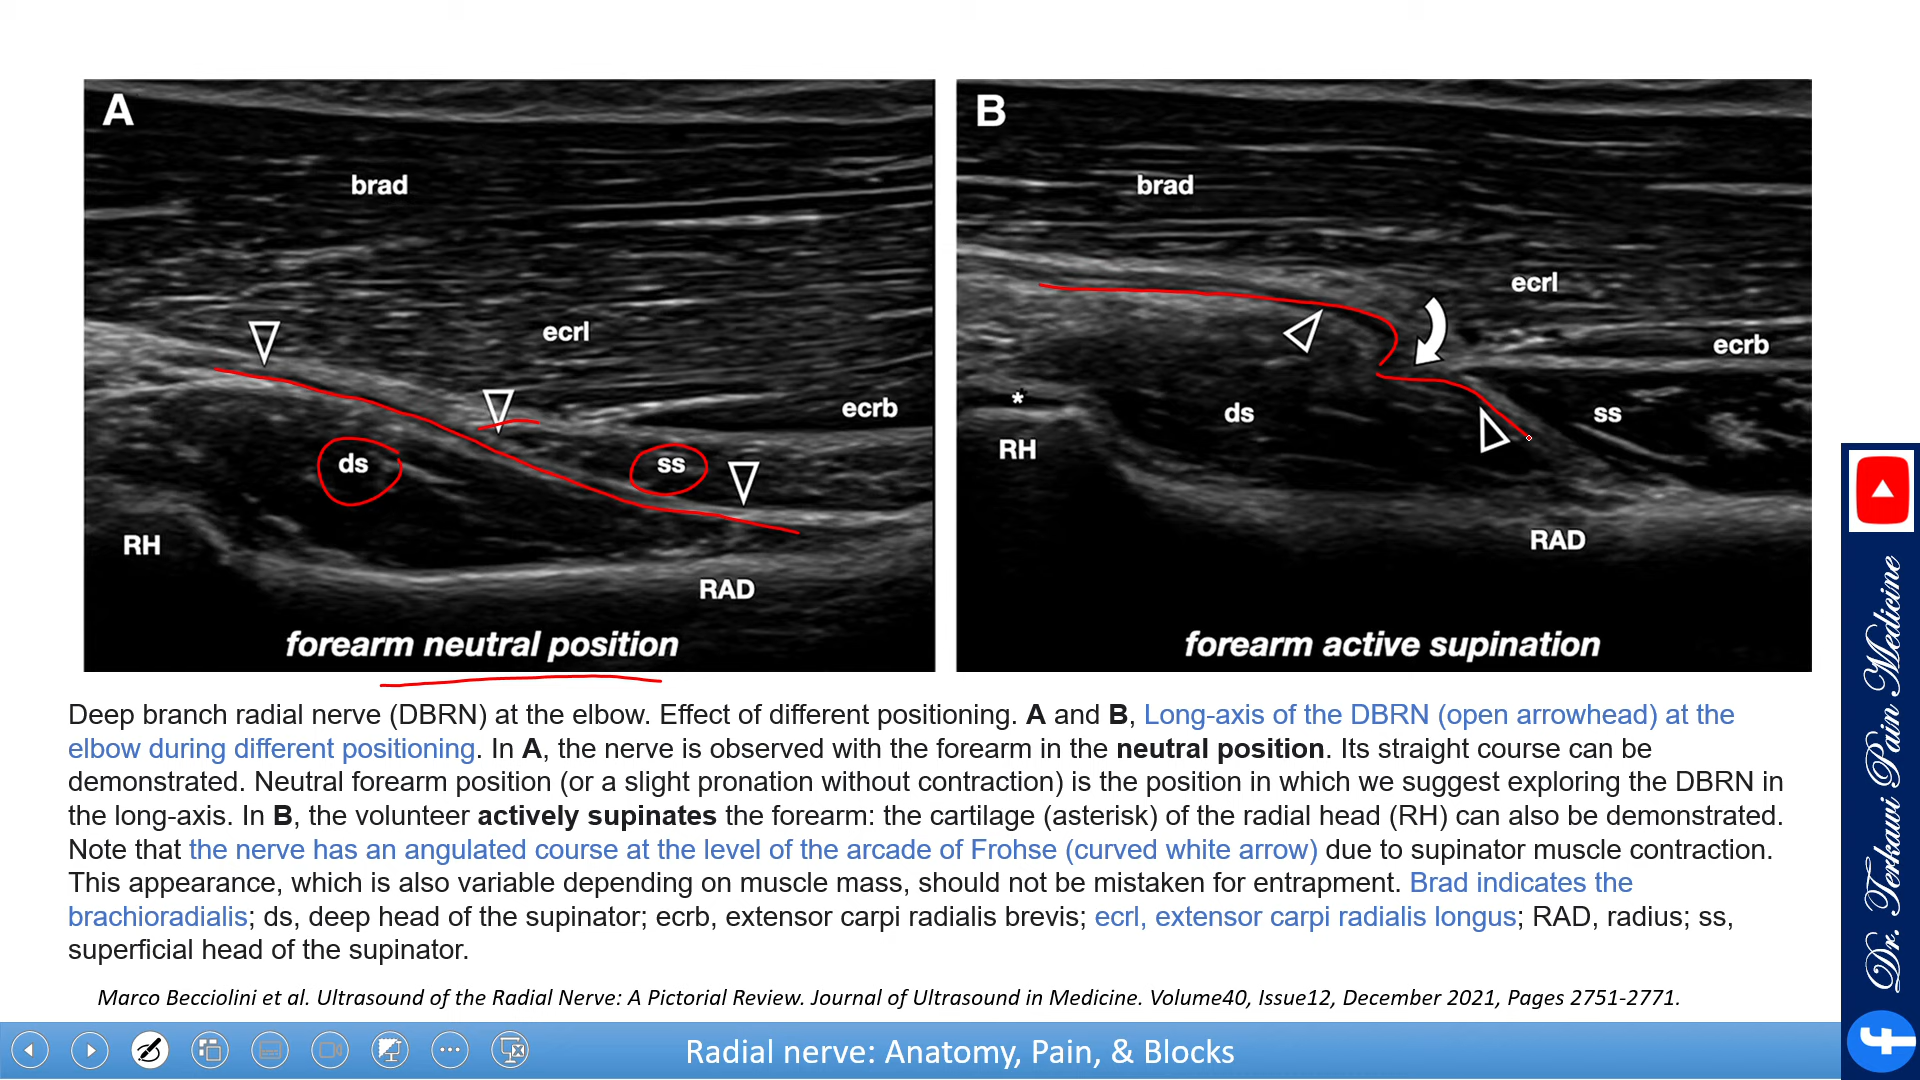 A
brad
ecrl
ecrb
ds
ss
RH
RAD
forearm neutral position
B
brad
ecrl
ecrb
*
ds
ss
RH
RAD
forearm active supination
Deep branch radial nerve (DBRN) at the elbow. Effect of different positioning. A and B, Long-axis of the DBRN (open arrowhead) at the
elbow during different positioning. In A, the nerve is observed with the forearm in the neutral position. Its straight course can be
demonstrated. Neutral forearm position (or a slight pronation without contraction) is the position in which we suggest exploring the DBRN in
the long-axis. In B, the volunteer actively supinates the forearm: the cartilage (asterisk) of the radial head (RH) can also be demonstrated.
Note that the nerve has an angulated course at the level of the arcade of Frohse (curved white arrow) due to supinator muscle contraction.
This appearance, which is also variable depending on muscle mass, should not be mistaken for entrapment. Brad indicates the
brachioradialis; ds, deep head of the supinator; ecrb, extensor carpi radialis brevis; ecrl, extensor carpi radialis longus; RAD, radius; ss,
superficial head of the supinator.
Marco Becciolini et al. Ultrasound of the Radial Nerve: A Pictorial Review. Journal of Ultrasound in Medicine. Volume40, Issue12, December 2021, Pages 2751-2771.
Radial nerve: Anatomy, Pain, & Blocks
Dr. Terkawi Pain Medicine